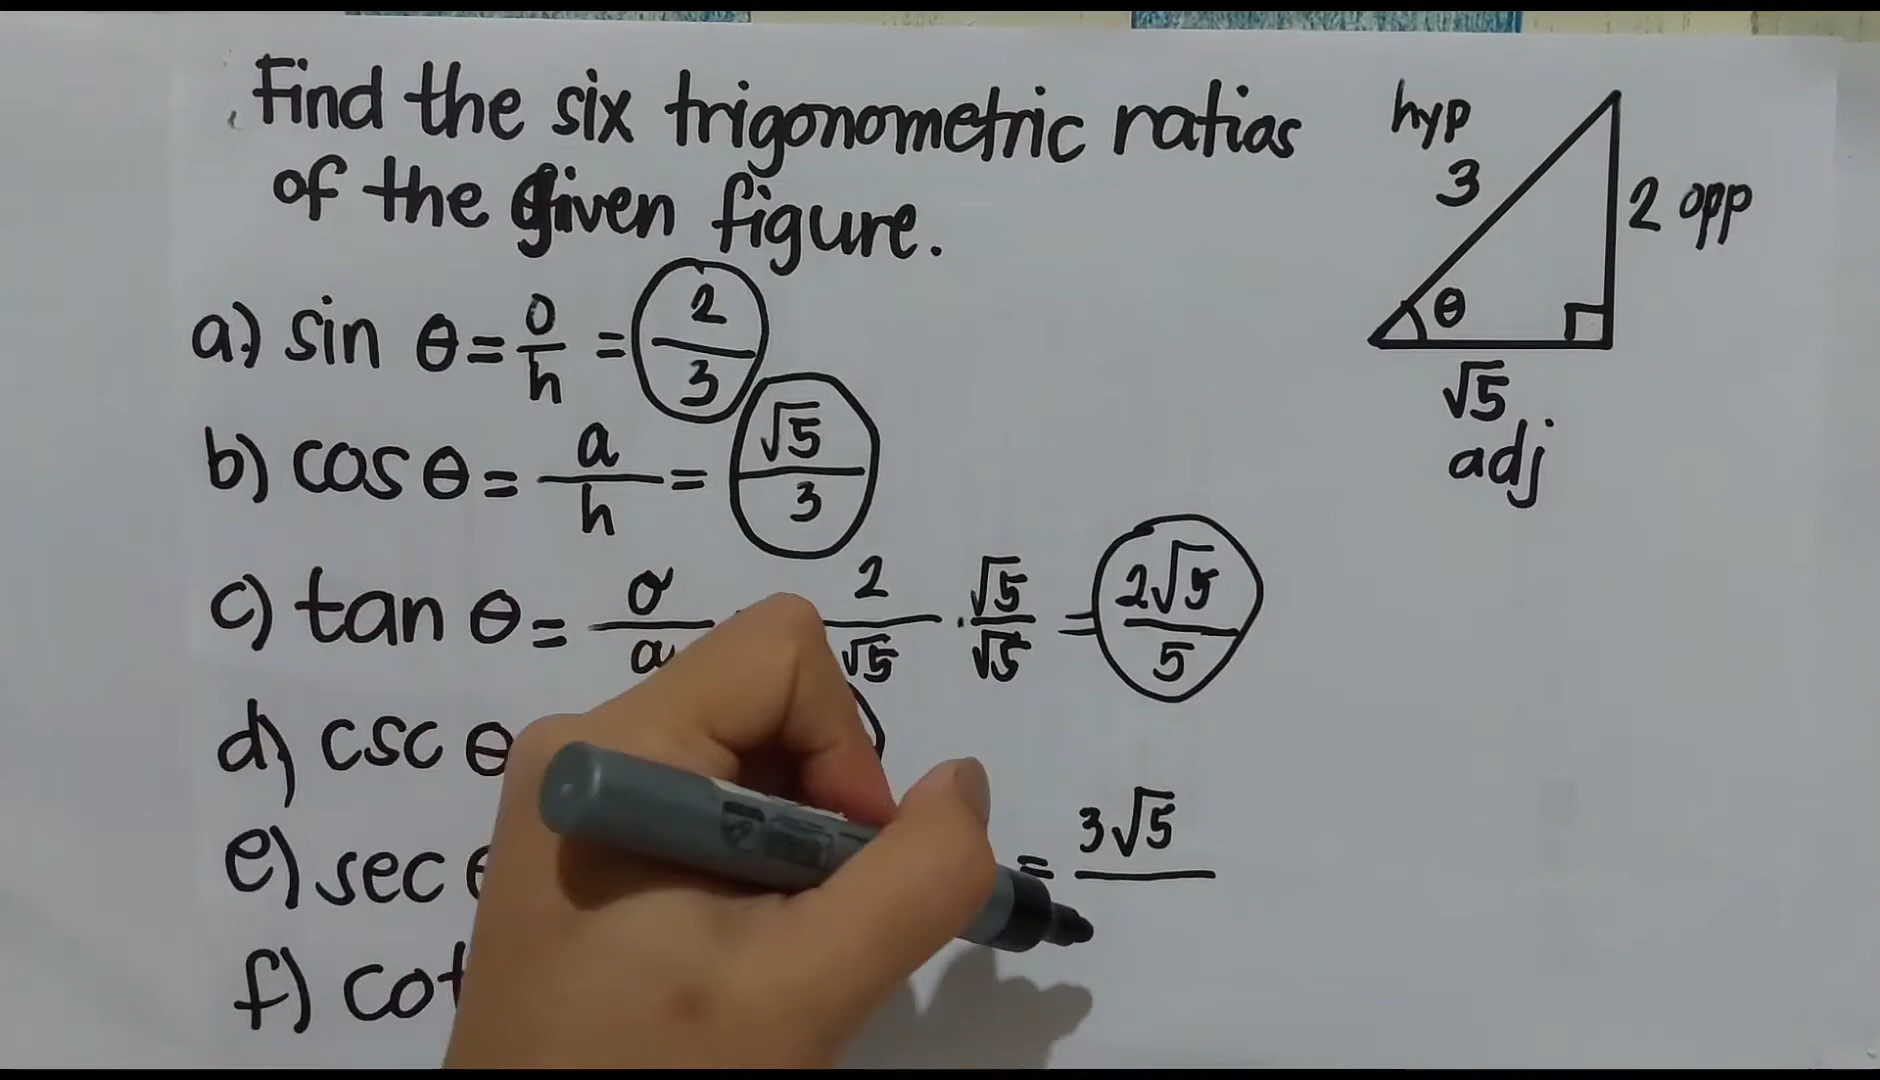 Find the six trigonometric ratios
of the Given figure.
hyp
3
2 opp
θ
√5
adj
a) sin θ = o/h = 2/3
b) cos θ = a/h = √5/3
c) tan θ = o/a 2/√5 · √5/√5 = 2√5/5
d) csc θ
e) sec θ = 3√5
f) cot